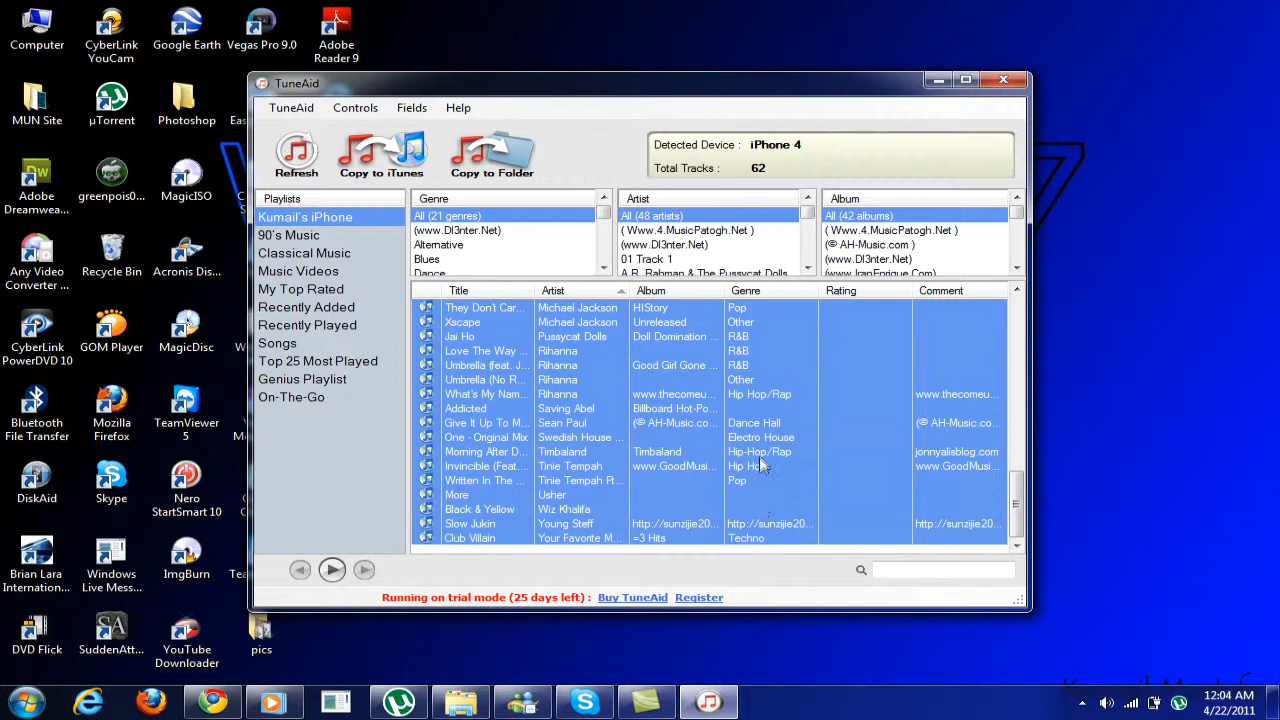 Computer
CyberLink YouCam
Google Earth
Vegas Pro 9.0
Adobe Reader 9
MUN Site
µTorrent
Photoshop
Adobe Dreamwea...
greenpois0...
MagicISO
Any Video Converter ...
Recycle Bin
Acronis Dis...
CyberLink PowerDVD 10
GOM Player
MagicDisc
Bluetooth File Transfer
Mozilla Firefox
TeamViewer 5
DiskAid
Skype
Nero StartSmart 10
Brian Lara Internation...
Windows Live Mess...
ImgBurn
DVD Flick
SuddenAtt...
YouTube Downloader
pics
TuneAid
TuneAid Controls Fields Help
Refresh Copy to iTunes Copy to Folder
Detected Device : iPhone 4
Total Tracks : 62
Playlists
Kumail's iPhone
90's Music
Classical Music
Music Videos
My Top Rated
Recently Added
Recently Played
Songs
Top 25 Most Played
Genius Playlist
On-The-Go
Genre
All (21 genres)
(www.Dl3nter.Net)
Alternative
Blues
Dance
Artist
All (48 artists)
( Www.4.MusicPatogh.Net )
(www.Dl3nter.Net)
01 Track 1
A.R. Rahman & The Pussycat Dolls
Album
All (42 albums)
( Www.4.MusicPatogh.Net )
(® AH-Music.com )
(www.Dl3nter.Net)
(www.IranEnrique.Com)
Title Artist Album Genre Rating Comment
They Don't Car... Michael Jackson HIStory Pop
Xscape Michael Jackson Unreleased Other
Jai Ho Pussycat Dolls Doll Domination ... R&B
Love The Way ... Rihanna R&B
Umbrella (feat. J... Rihanna Good Girl Gone ... R&B
Umbrella (No R... Rihanna Other
What's My Nam... Rihanna www.thecomeu... Hip Hop/Rap www.thecomeu...
Addicted Saving Abel Billboard Hot-Po...
Give It Up To M... Sean Paul (® AH-Music.co... Dance Hall (® AH-Music.co...
One - Original Mix Swedish House ... Electro House
Morning After D... Timbaland Timbaland Hip-Hop/Rap jonnyalisblog.com
Invincible (Feat.... Tinie Tempah www.GoodMusi... Hip www.GoodMusi...
Written In The ... Tinie Tempah Ft... Pop
More Usher
Black & Yellow Wiz Khalifa
Slow Jukin Young Steff http://sunzijie20... http://sunzijie20... http://sunzijie20...
Club Villain Your Favorite M... =3 Hits Techno
Running on trial mode (25 days left) : Buy TuneAid Register
12:04 AM
4/22/2011